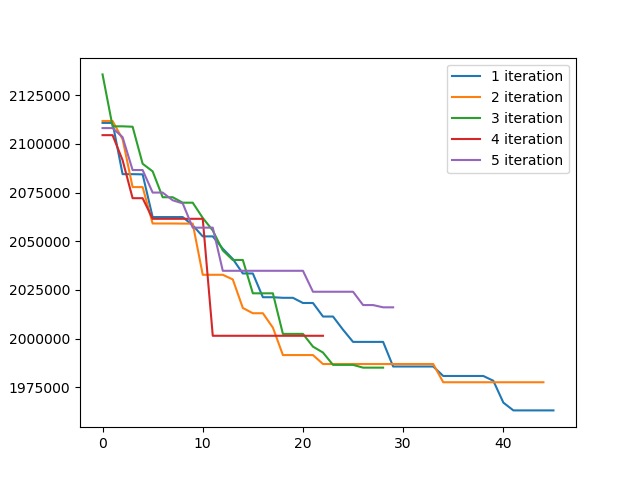 1 iteration
2 iteration
3 iteration
4 iteration
5 iteration
2125000
2100000
2075000
2050000
2025000
2000000
1975000
0 10 20 30 40